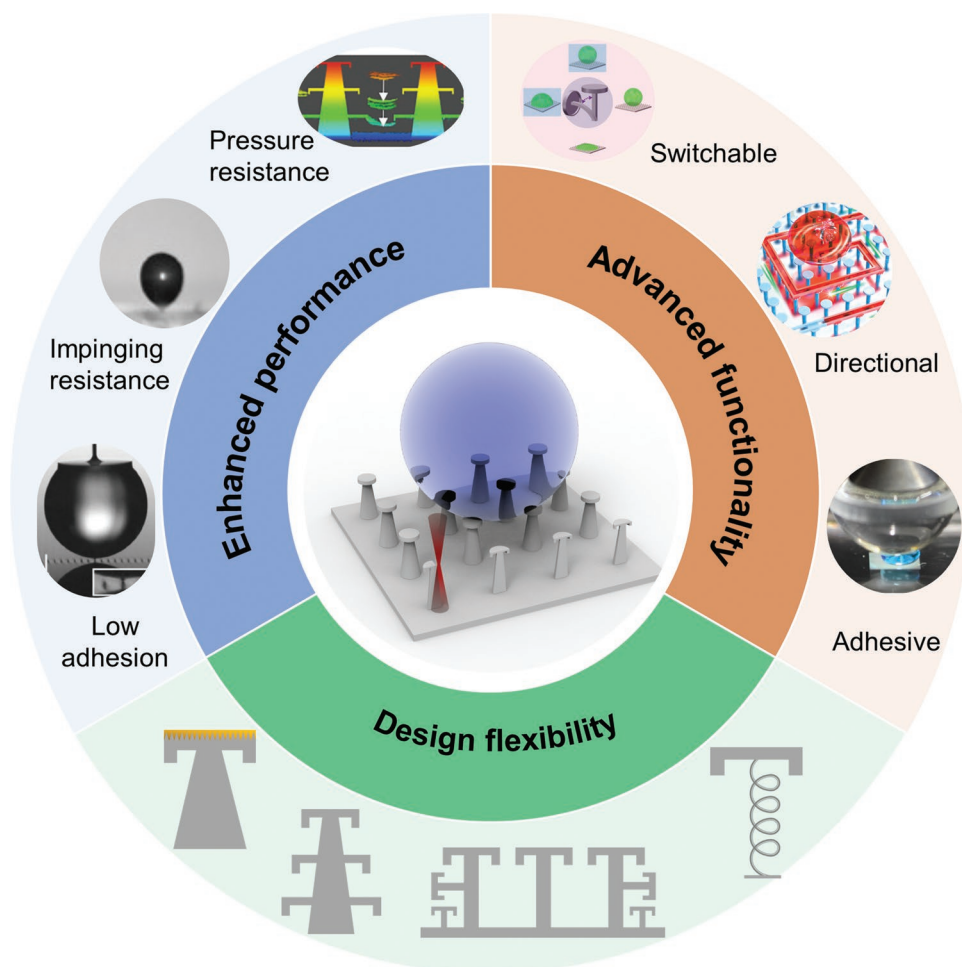 Pressure
resistance
Switchable
Enhanced performance
Advanced functionality
Impinging
resistance
Directional
Low
adhesion
Adhesive
Design flexibility